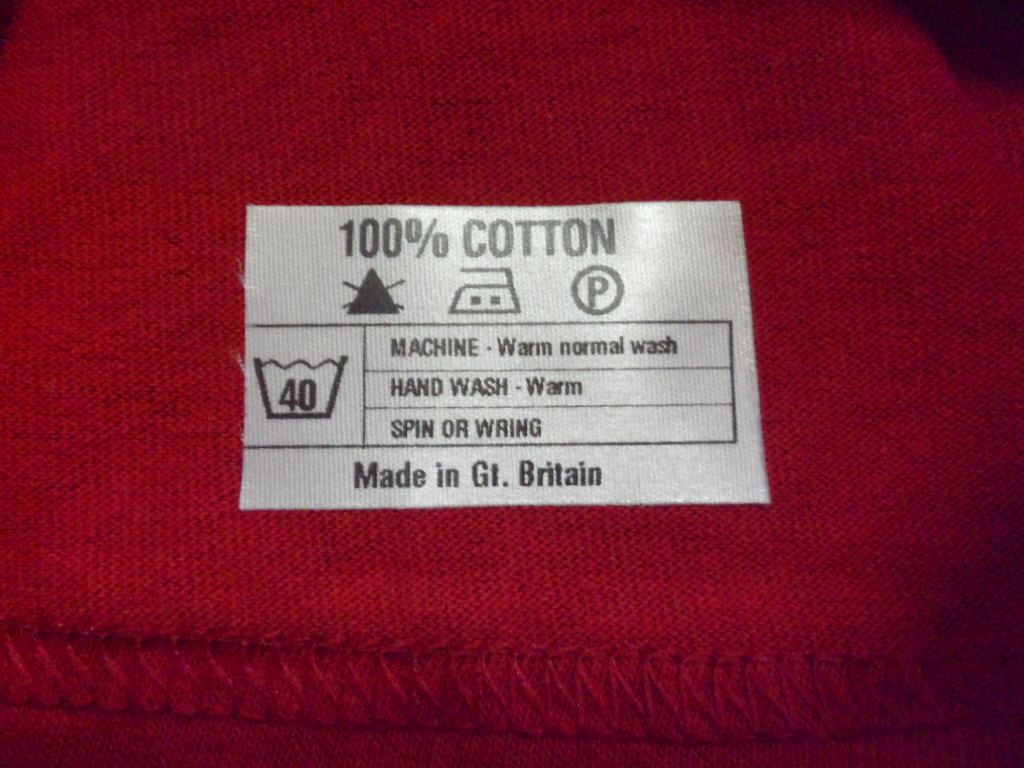 100% COTTON
P
MACHINE - Warm normal wash
40
HAND WASH - Warm
SPIN OR WRING
Made in Gt. Britain